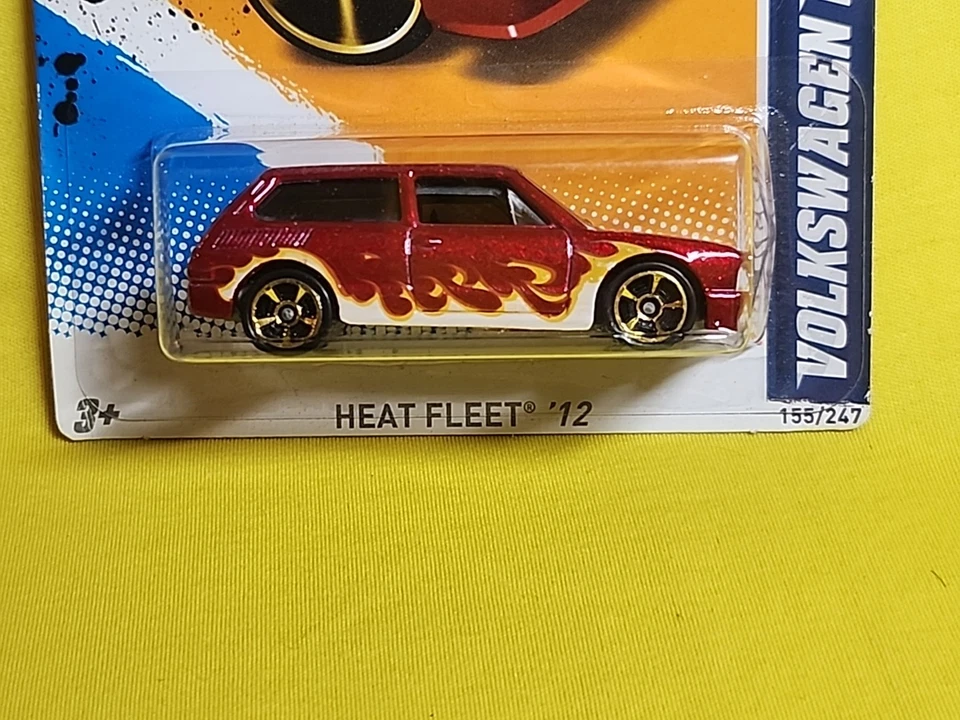 VOLKSWAGEN
3+
HEAT FLEET® '12
155/247